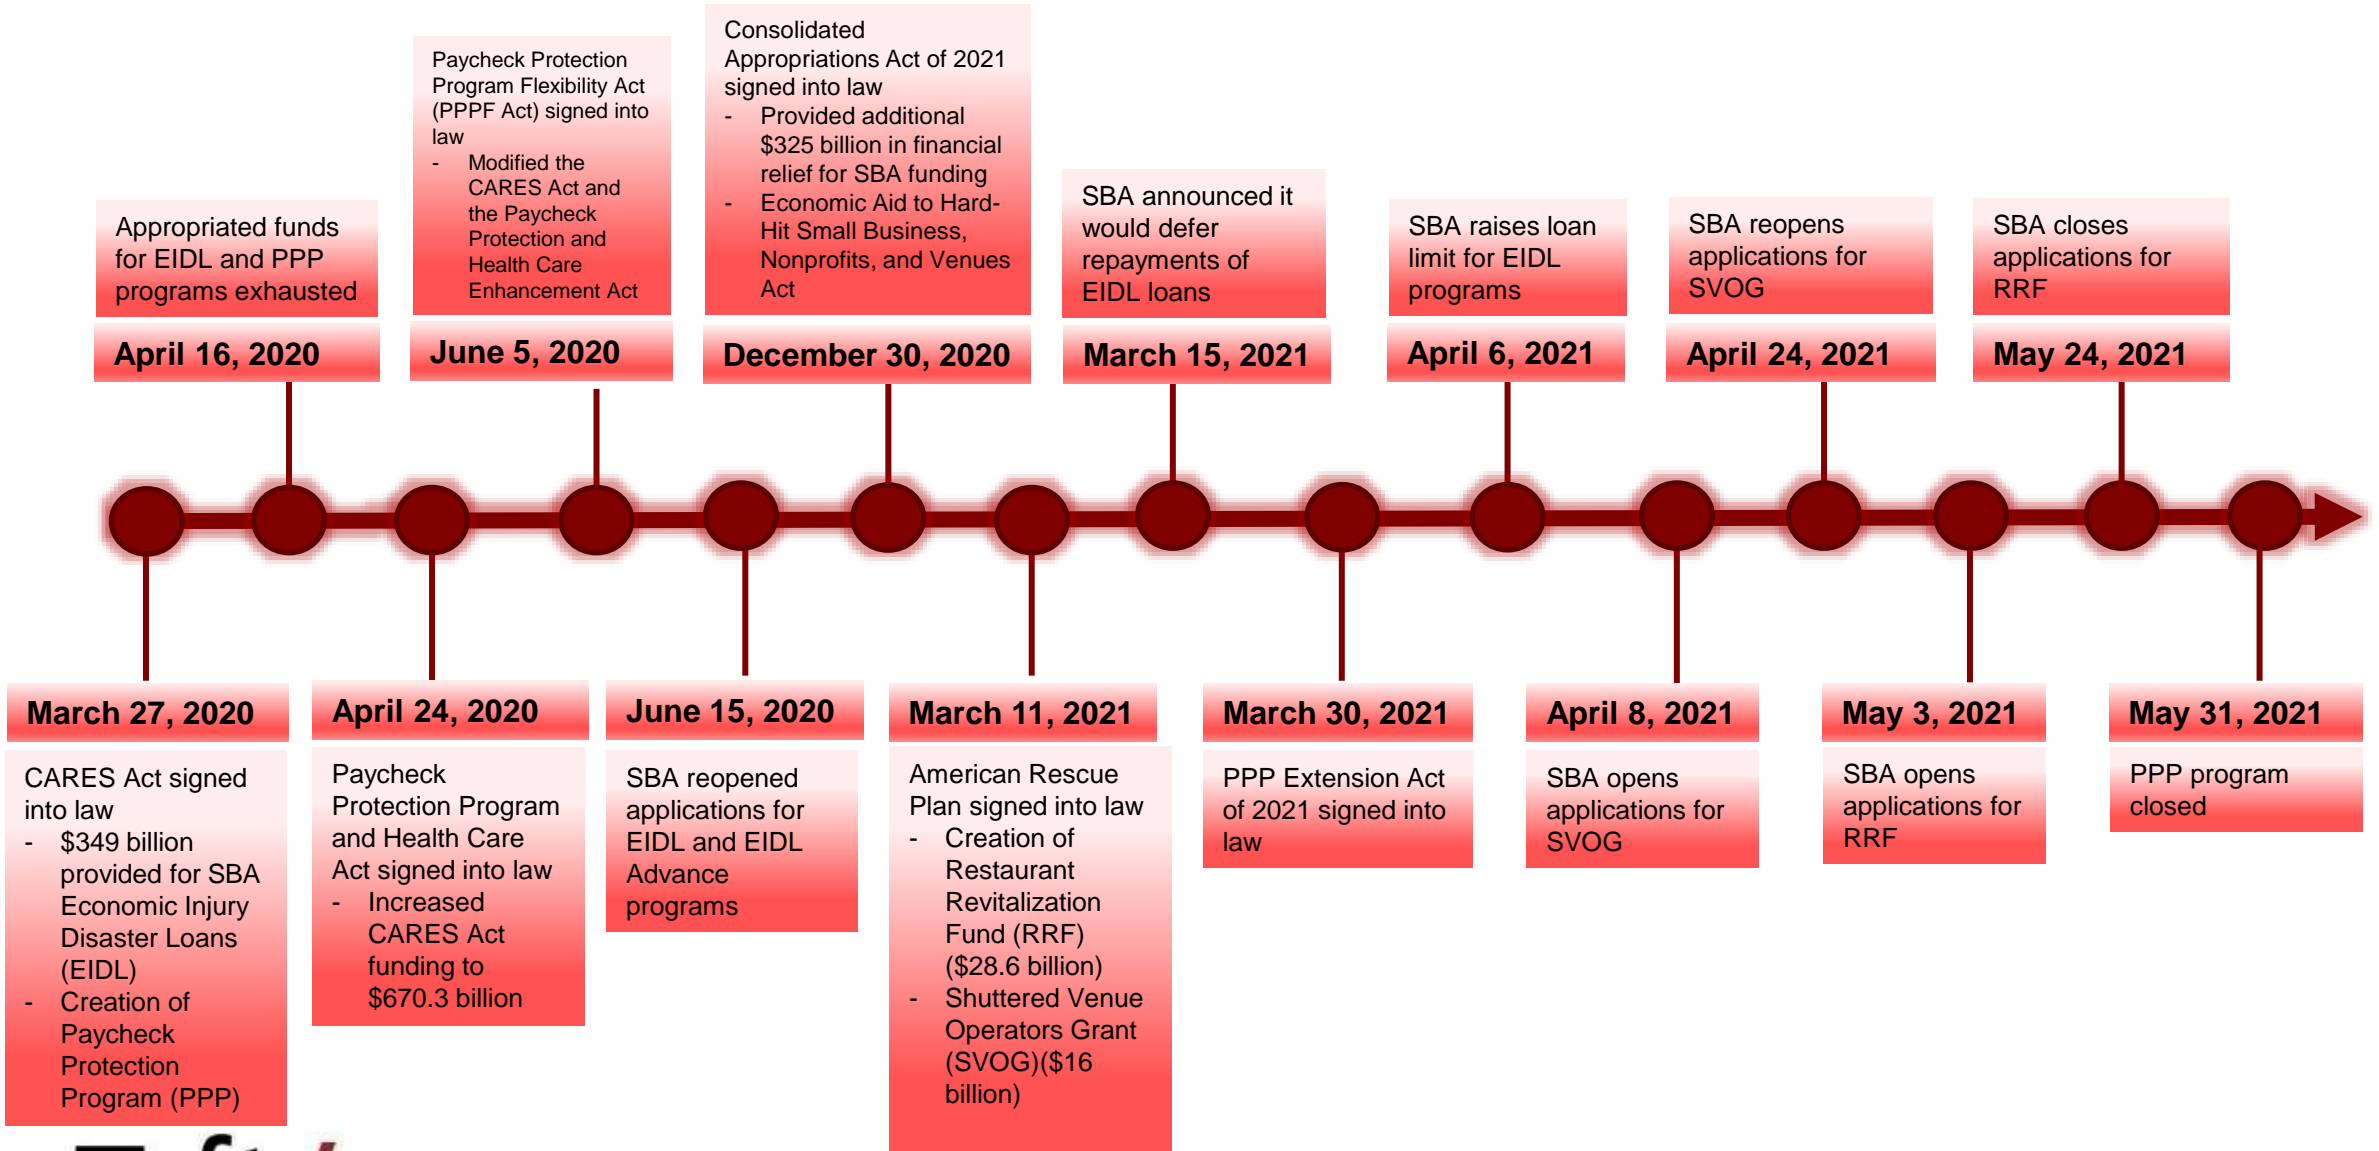 Appropriated funds
for EIDL and PPP
programs exhausted
April 16, 2020
Paycheck Protection
Program Flexibility Act
(PPPF Act) signed into
law
- Modified the
CARES Act and
the Paycheck
Protection and
Health Care
Enhancement Act
June 5, 2020
Consolidated
Appropriations Act of 2021
signed into law
- Provided additional
$325 billion in financial
relief for SBA funding
- Economic Aid to Hard-
Hit Small Business,
Nonprofits, and Venues
Act
December 30, 2020
SBA announced it
would defer
repayments of
EIDL loans
March 15, 2021
SBA raises loan
limit for EIDL
programs
April 6, 2021
SBA reopens
applications for
SVOG
April 24, 2021
SBA closes
applications for
RRF
May 24, 2021
March 27, 2020
CARES Act signed
into law
- $349 billion
provided for SBA
Economic Injury
Disaster Loans
(EIDL)
- Creation of
Paycheck
Protection
Program (PPP)
April 24, 2020
Paycheck
Protection Program
and Health Care
Act signed into law
- Increased
CARES Act
funding to
$670.3 billion
June 15, 2020
SBA reopened
applications for
EIDL and EIDL
Advance
programs
March 11, 2021
American Rescue
Plan signed into law
- Creation of
Restaurant
Revitalization
Fund (RRF)
($28.6 billion)
- Shuttered Venue
Operators Grant
(SVOG)($16
billion)
March 30, 2021
PPP Extension Act
of 2021 signed into
law
April 8, 2021
SBA opens
applications for
SVOG
May 3, 2021
SBA opens
applications for
RRF
May 31, 2021
PPP program
closed